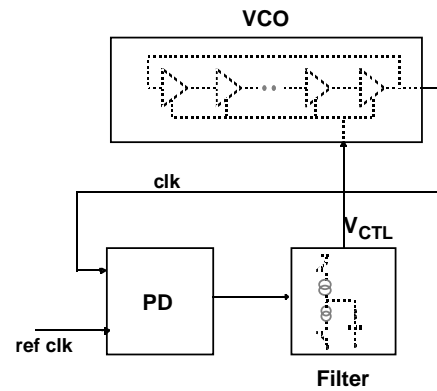 VCO
clk
VCTL
PD
ref clk
Filter